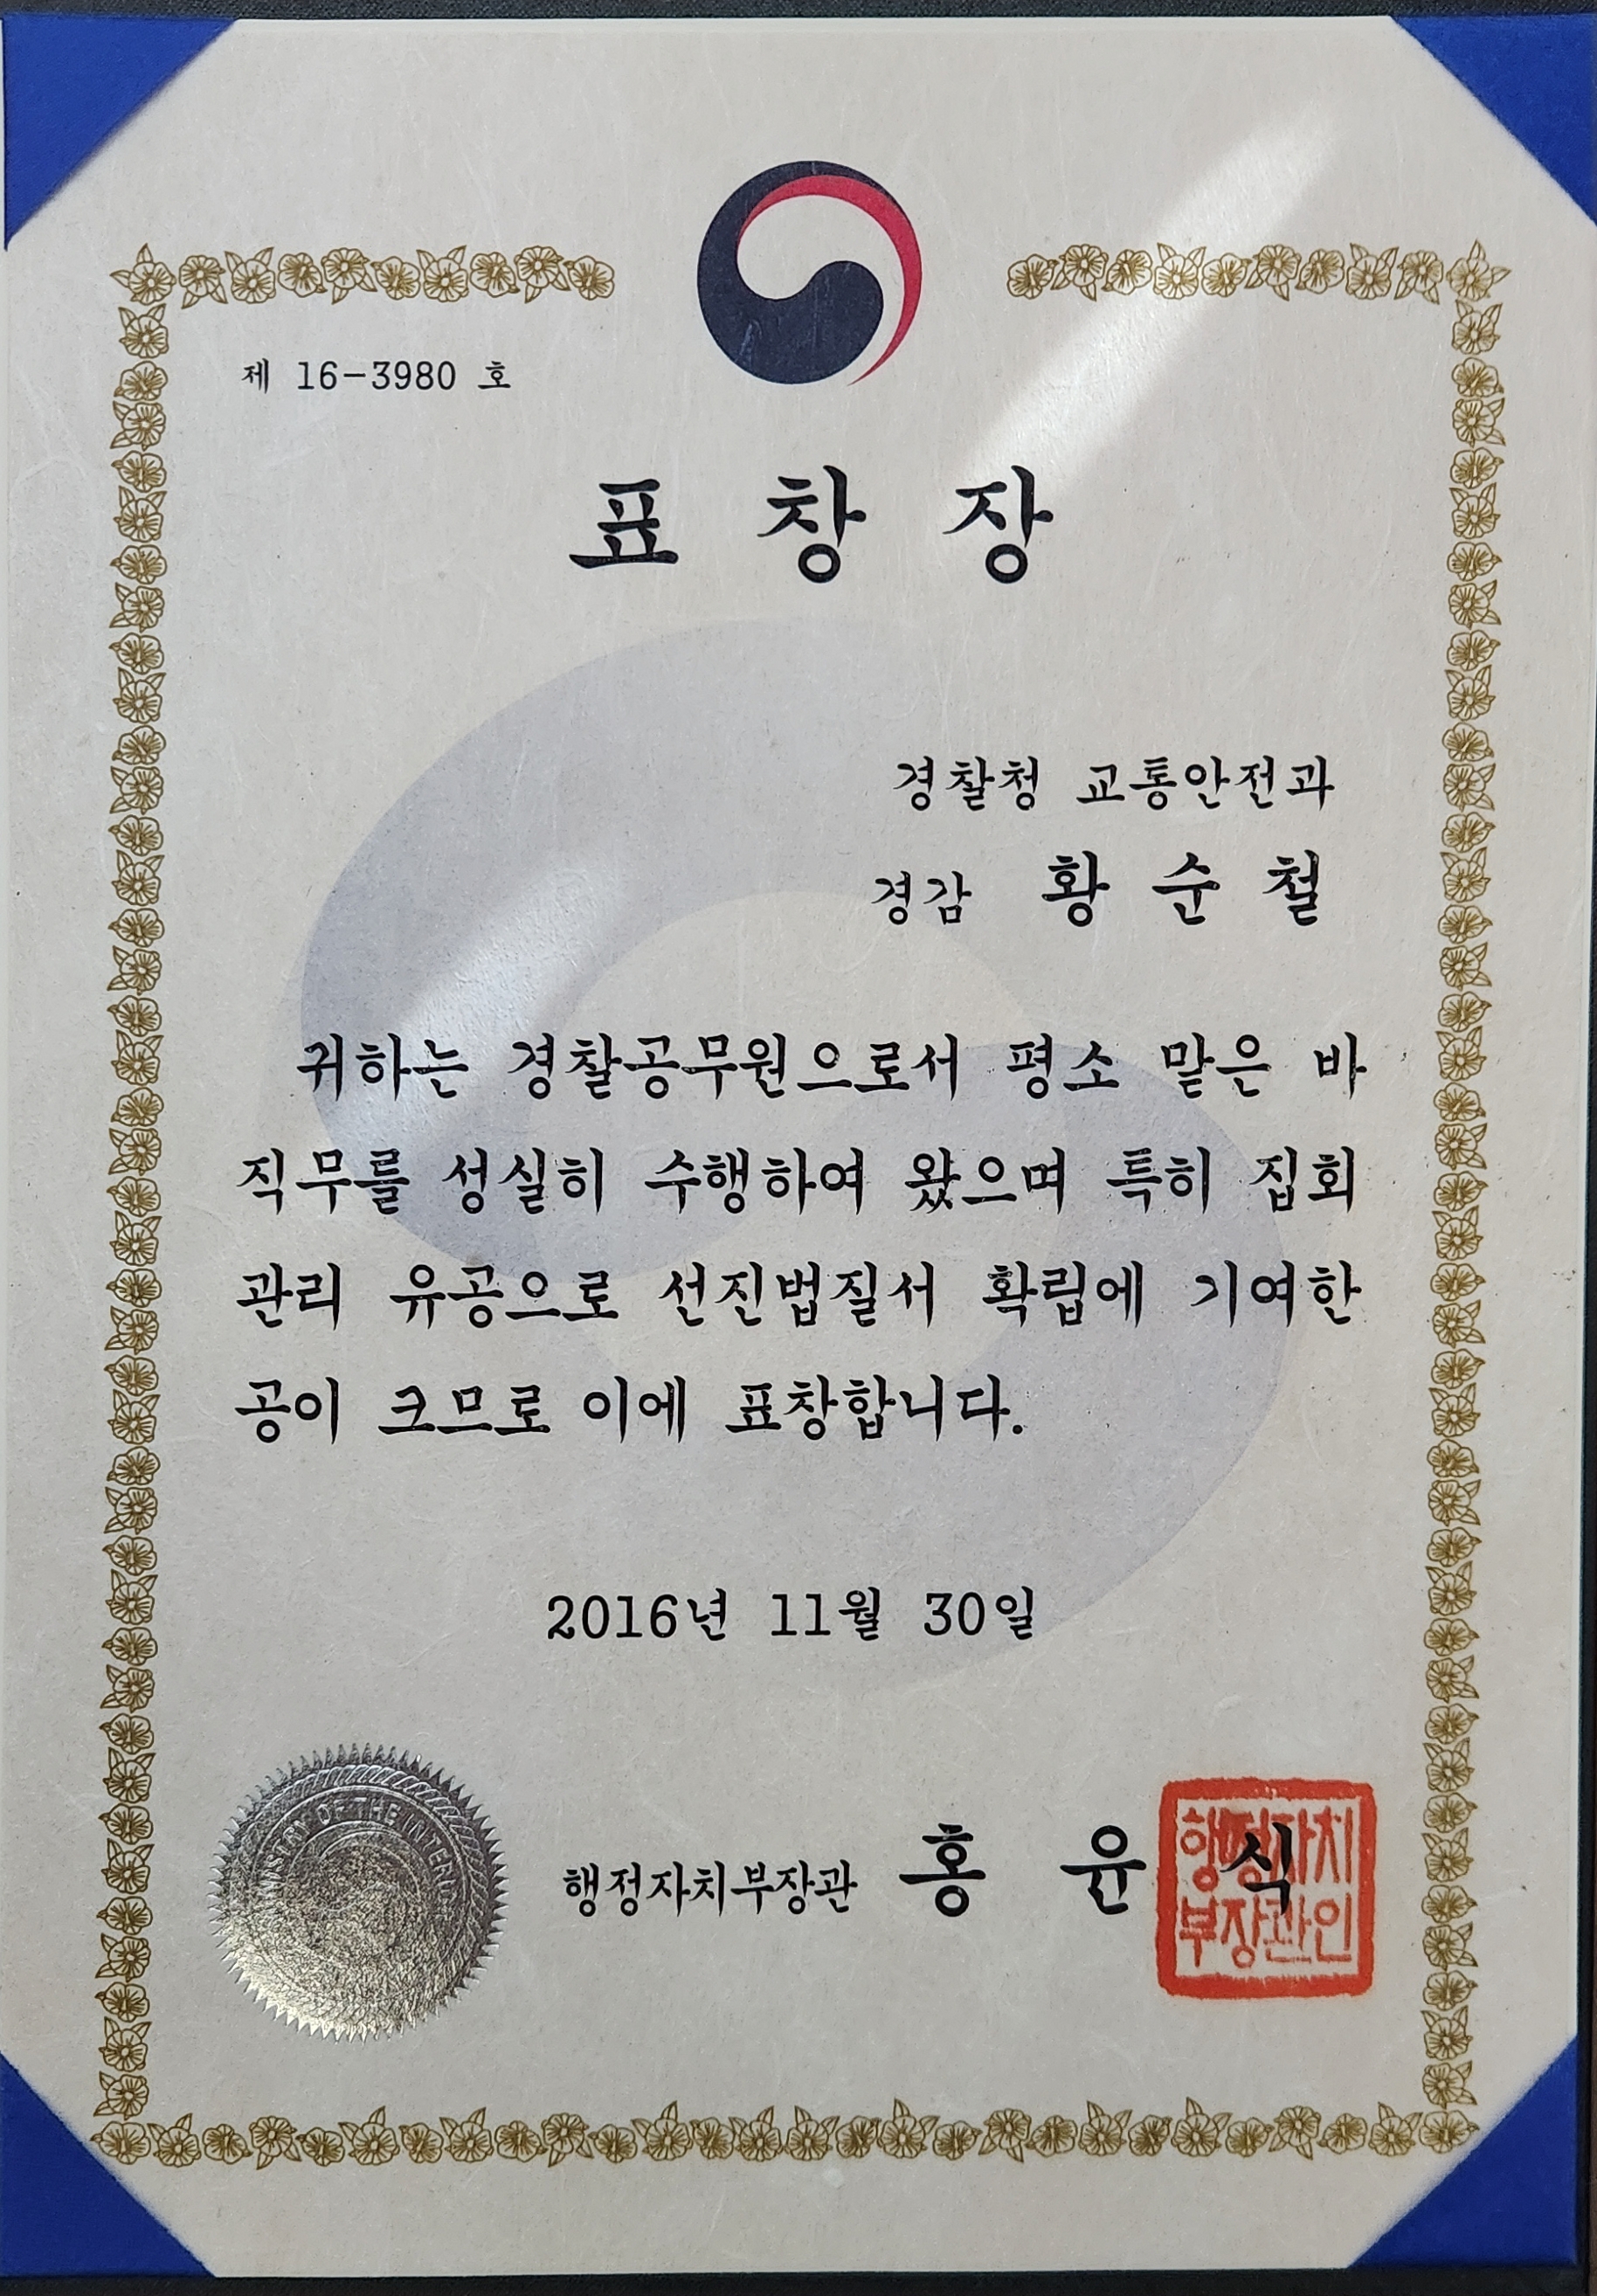 제 16-3980 호
표 창 장
경찰청 교통안전과
경감 황 순 철
귀하는 경찰공무원으로서 평소 맡은 바
직무를 성실히 수행하여 왔으며 특히 집회
관리 유공으로 선진법질서 확립에 기여한
공이 크므로 이에 표창합니다.
2016년 11월 30일
OF THE INTER
행정자치부장관 홍 윤 식
행정자치
부장관인